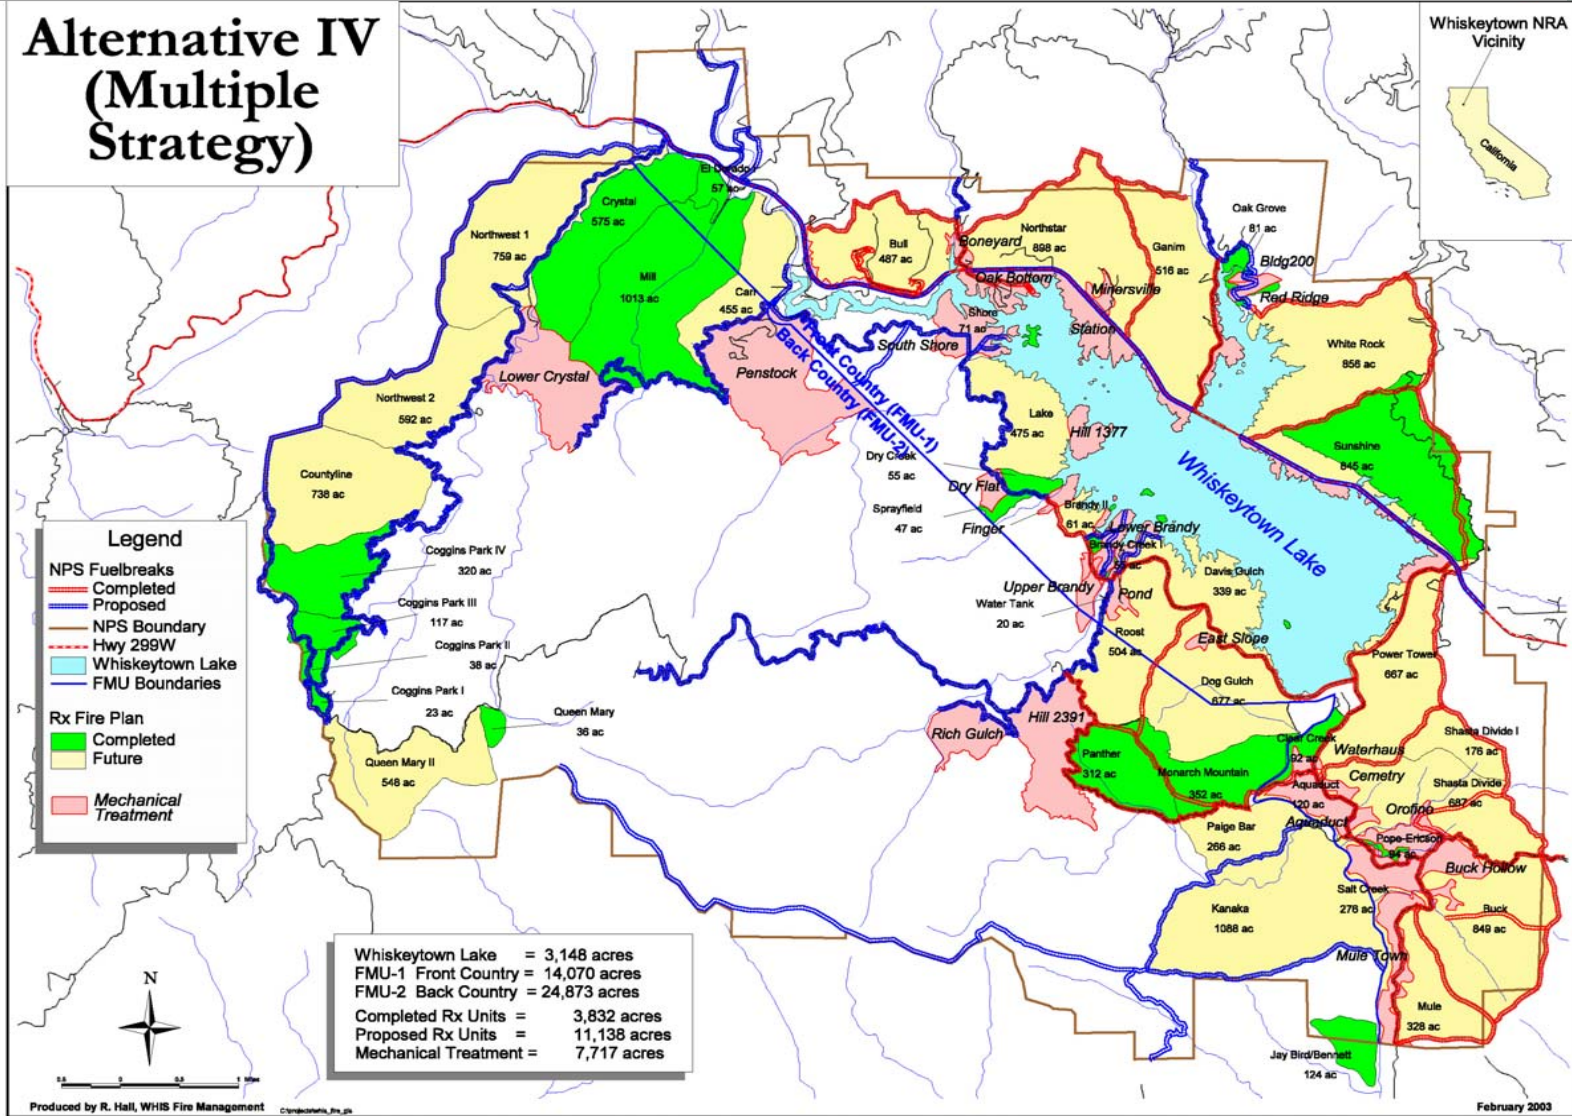 Alternative IV
(Multiple
Strategy)
Whiskeytown NRA
Vicinity
California
El Dorado I
57 ac
Crystal
575 ac
Northwest 1
759 ac
Mill
1013 ac
Carr
455 ac
Bull
487 ac
Boneyard
Northstar
898 ac
Ganim
516 ac
Oak Grove
81 ac
Bldg200
Red Ridge
Oak Bottom
Minersville
Shore
71 ac
Station
South Shore
White Rock
856 ac
Lower Crystal
Penstock
Front Country (FMU-1)
Back Country (FMU-2)
Northwest 2
592 ac
Lake
475 ac
Hill 1377
Sunshine
845 ac
Whiskeytown Lake
Countyline
738 ac
Dry Creek
55 ac
Dry Flat
Sprayfield
47 ac
Finger
Brandy II
61 ac
Lower Brandy
Brandy Creek I
55 ac
Upper Brandy
Pond
Davis Gulch
339 ac
Water Tank
20 ac
Roost
504 ac
East Slope
Coggins Park IV
320 ac
Coggins Park III
117 ac
Coggins Park II
38 ac
Coggins Park I
23 ac
Queen Mary
36 ac
Queen Mary II
548 ac
Dog Gulch
677 ac
Power Tower
667 ac
Rich Gulch
Hill 2391
Panther
312 ac
Monarch Mountain
352 ac
Clear Creek
92 ac
Waterhaus
Shasta Divide I
176 ac
Cemetry
Shasta Divide
687 ac
Aquaduct
120 ac
Aquaduct
Orofino
Pope-Ericson
94 ac
Paige Bar
266 ac
Buck Hollow
Salt Creek
276 ac
Kanaka
1088 ac
Buck
849 ac
Mule Town
Mule
328 ac
Jay Bird/Bennett
124 ac
Legend
NPS Fuelbreaks
Completed
Proposed
NPS Boundary
Hwy 299W
Whiskeytown Lake
FMU Boundaries
Rx Fire Plan
Completed
Future
Mechanical
Treatment
Whiskeytown Lake = 3,148 acres
FMU-1 Front Country = 14,070 acres
FMU-2 Back Country = 24,873 acres
Completed Rx Units = 3,832 acres
Proposed Rx Units = 11,138 acres
Mechanical Treatment = 7,717 acres
N
0.5 0 0.5 1 Miles
Produced by R. Hall, WHIS Fire Management
February 2003